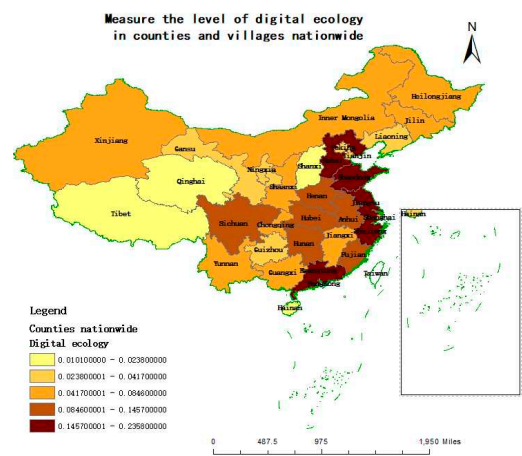 Measure the level of digital ecology
in counties and villages nationwide
N
Heilongjiang
Inner Mongolia
Jilin
Xinjiang
Liaoning
Gansu
Tianjin
Ningxia
Shanxi
Qinghai
Shaanxi
Henan
Tibet
Jiangsu
Hainan
Sichuan
Hubei
Anhui
Shanghai
Chongqing
Zhejiang
Jiangxi
Hunan
Guizhou
Fujian
Yunnan
Guangxi
Taiwan
Hainan
Legend
Counties nationwide
Digital ecology
0.010100000 - 0.023800000
0.023800001 - 0.041700000
0.041700001 - 0.084600000
0.084600001 - 0.145700000
0.145700001 - 0.235800000
0 487.5 975 1,950 Miles